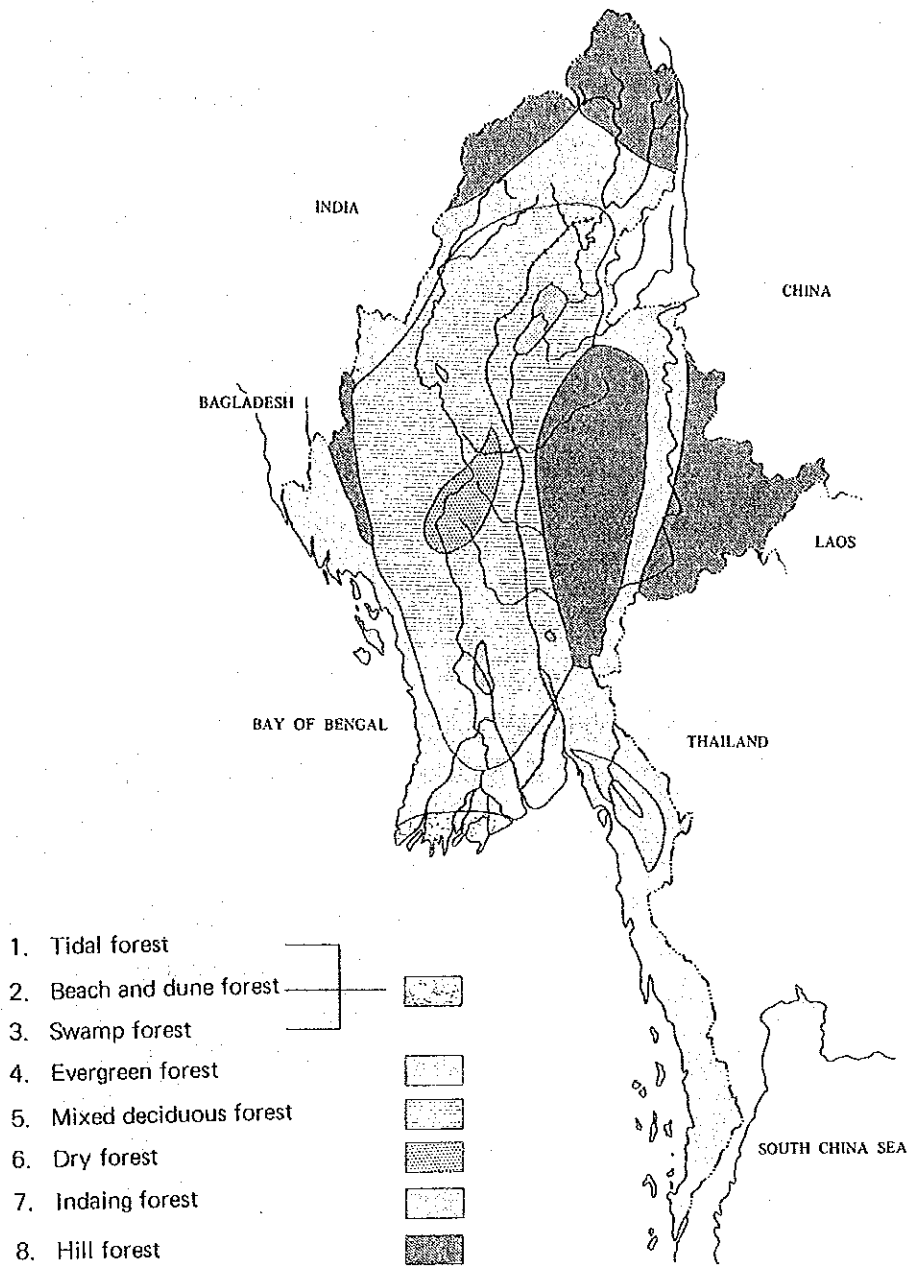 INDIA
CHINA
BAGLADESH
LAOS
BAY OF BENGAL
THAILAND
1. Tidal forest
2. Beach and dune forest
3. Swamp forest
4. Evergreen forest
5. Mixed deciduous forest
6. Dry forest
7. Indaing forest
8. Hill forest
SOUTH CHINA SEA